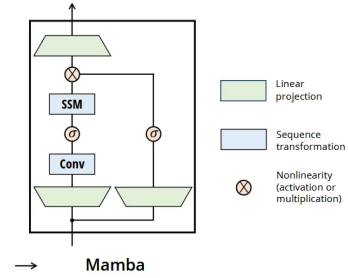 SSM
σ
σ
Conv
Mamba
Linear
projection
Sequence
transformation
Nonlinearity
(activation or
multiplication)